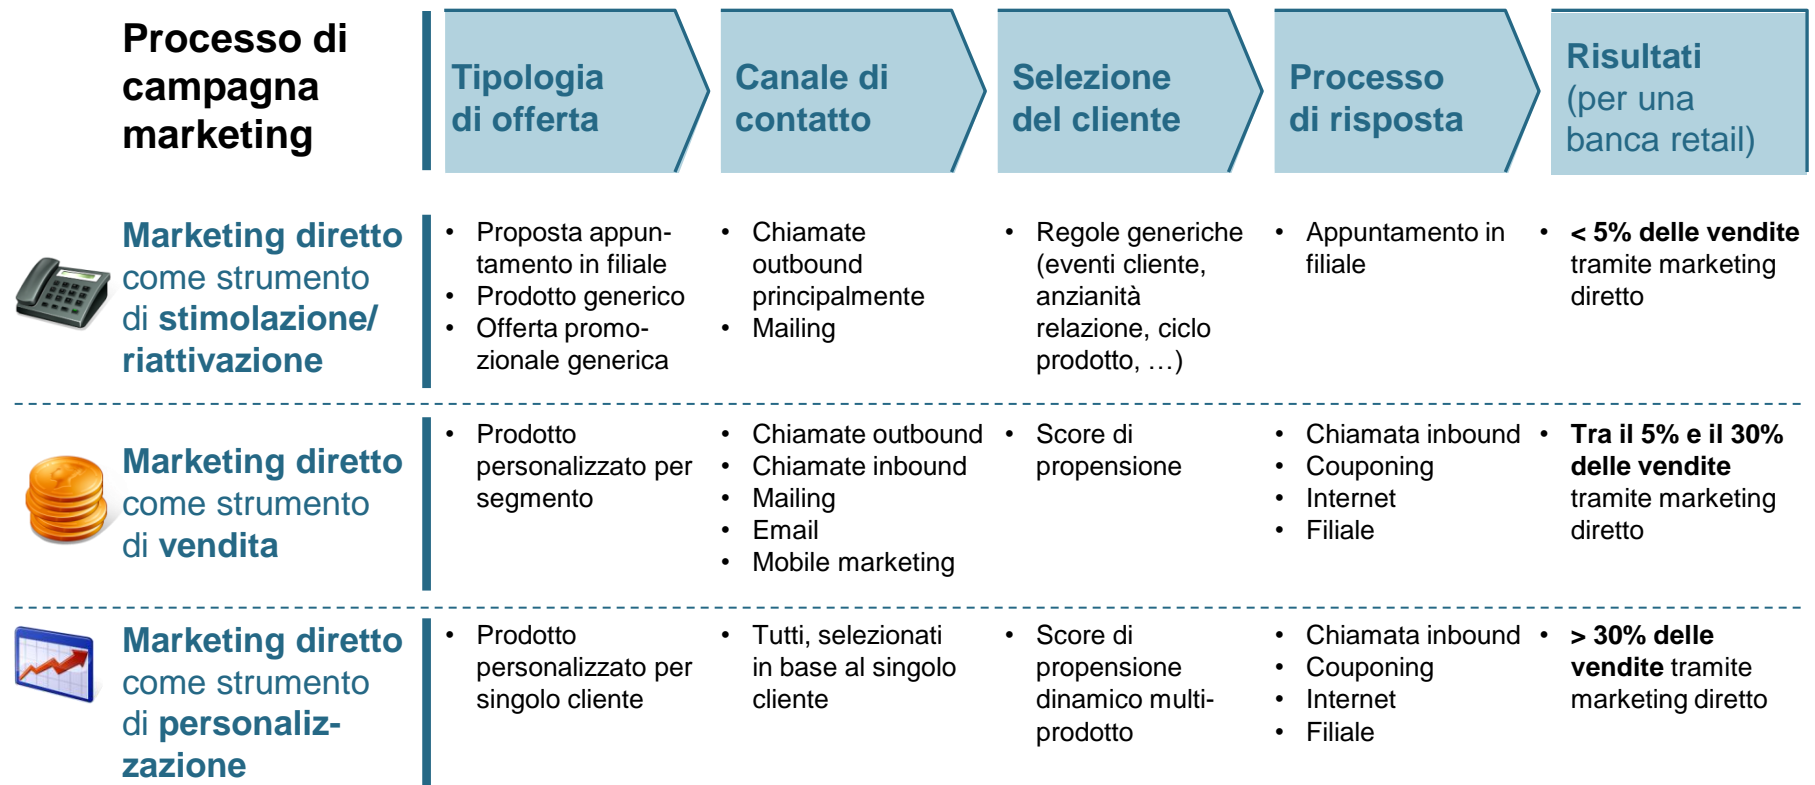 Processo di
campagna
marketing
Tipologia
di offerta
Canale di
contatto
Selezione
del cliente
Processo
di risposta
Risultati
(per una
banca retail)
Marketing diretto
come strumento
di stimolazione/
riattivazione
• Proposta appun-
tamento in filiale
• Prodotto generico
• Offerta promo-
zionale generica
• Chiamate
outbound
principalmente
• Mailing
• Regole generiche
(eventi cliente,
anzianità
relazione, ciclo
prodotto, …)
• Appuntamento in
filiale
• < 5% delle vendite
tramite marketing
diretto
Marketing diretto
come strumento
di vendita
• Prodotto
personalizzato per
segmento
• Chiamate outbound
• Chiamate inbound
• Mailing
• Email
• Mobile marketing
• Score di
propensione
• Chiamata inbound
• Couponing
• Internet
• Filiale
• Tra il 5% e il 30%
delle vendite
tramite marketing
diretto
Marketing diretto
come strumento
di personaliz-
zazione
• Prodotto
personalizzato per
singolo cliente
• Tutti, selezionati
in base al singolo
cliente
• Score di
propensione
dinamico multi-
prodotto
• Chiamata inbound
• Couponing
• Internet
• Filiale
• > 30% delle
vendite tramite
marketing diretto